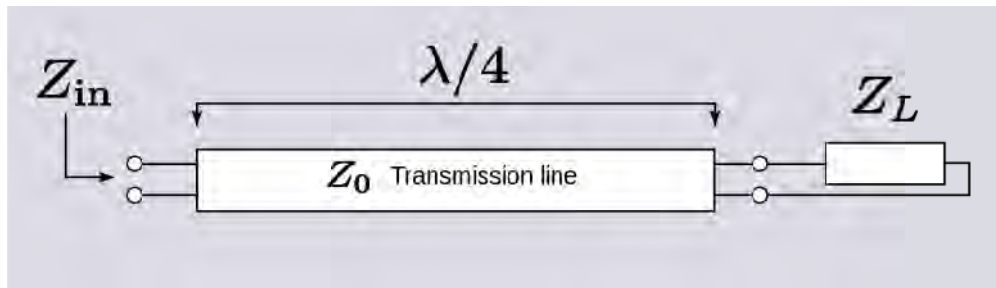 λ/4
Z_in
Z_L
Z_0 Transmission line